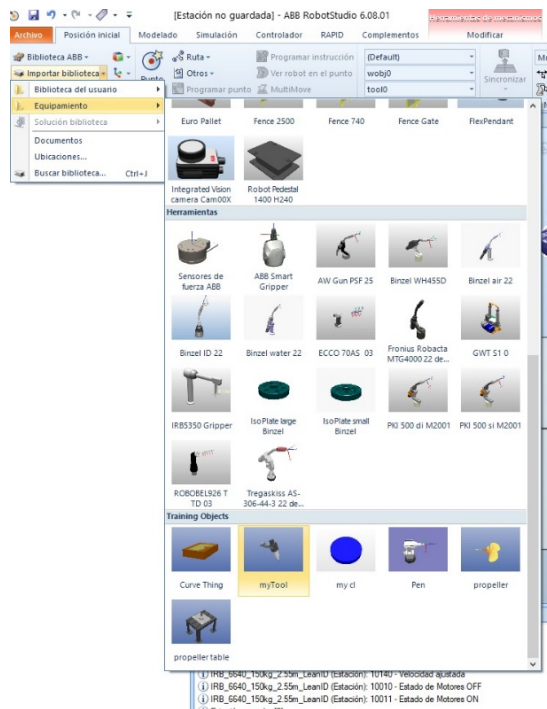 [Estación no guardada] - ABB RobotStudio 6.08.01
Herramientas de mecanismos
Archivo Posición inicial Modelado Simulación Controlador RAPID Complementos Modificar
Biblioteca ABB Ruta Programar instrucción (Default)
Importar biblioteca Otros Ver robot en el punto wobj0
Punto Programar punto MultiMove tool0 Sincronizar
Biblioteca del usuario
Equipamiento
Solución biblioteca
Documentos
Ubicaciones...
Buscar biblioteca... Ctrl+J
Euro Pallet Fence 2500 Fence 740 Fence Gate FlexPendant
Integrated Vision camera Cam00X Robot Pedestal 1400 H240
Herramientas
Sensores de fuerza ABB ABB Smart Gripper AW Gun PSF 25 Binzel WH455D Binzel air 22
Binzel ID 22 Binzel water 22 ECCO 70AS 03 Fronius Robacta MTG4000 22 de... GWT S1 0
IRB5350 Gripper IsoPlate large Binzel IsoPlate small Binzel PKI 500 di M2001 PKI 500 si M2001
ROBOBEL926 T TD 03 Tregaskiss AS-306-44-3 22 de...
Training Objects
Curve Thing myTool my cl Pen propeller
propeller table
IRB_6640_150kg_2.55m_LeanID (Estación): 10140 - Velocidad ajustada
IRB_6640_150kg_2.55m_LeanID (Estación): 10010 - Estado de Motores OFF
IRB_6640_150kg_2.55m_LeanID (Estación): 10011 - Estado de Motores ON